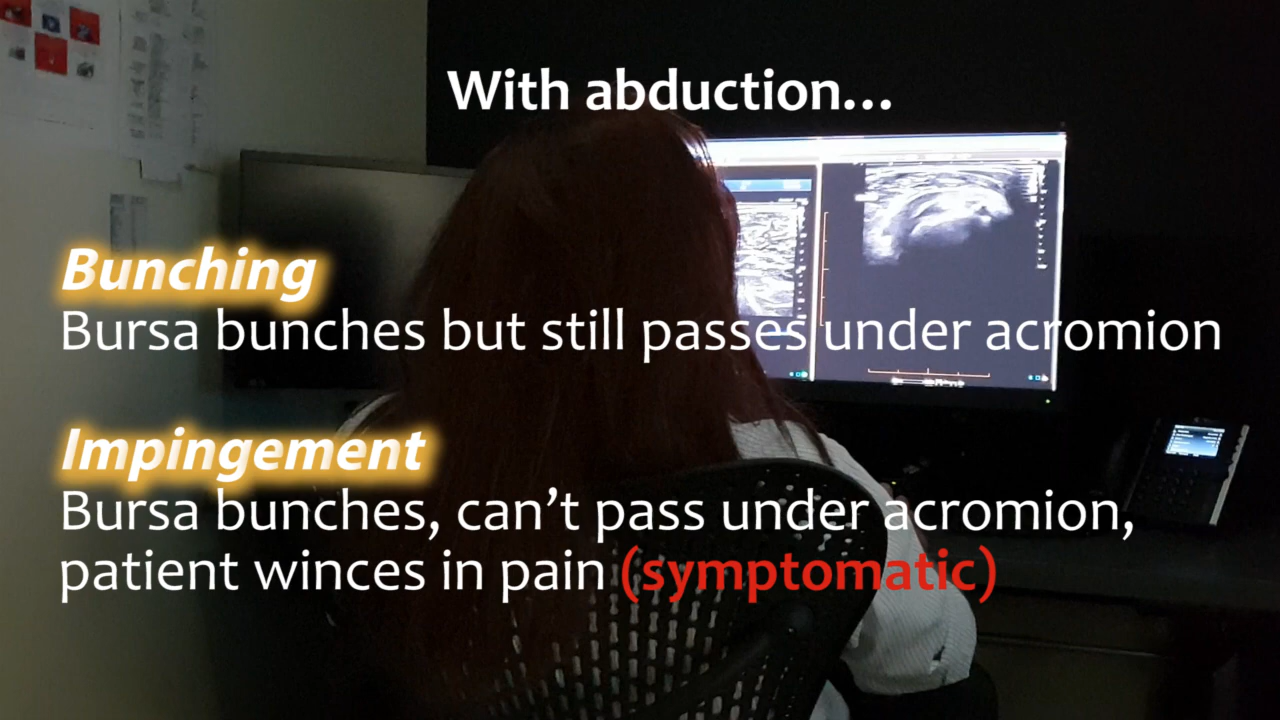 With abduction…
Bunching
Bursa bunches but still passes under acromion
Impingement
Bursa bunches, can’t pass under acromion,
patient winces in pain (symptomatic)